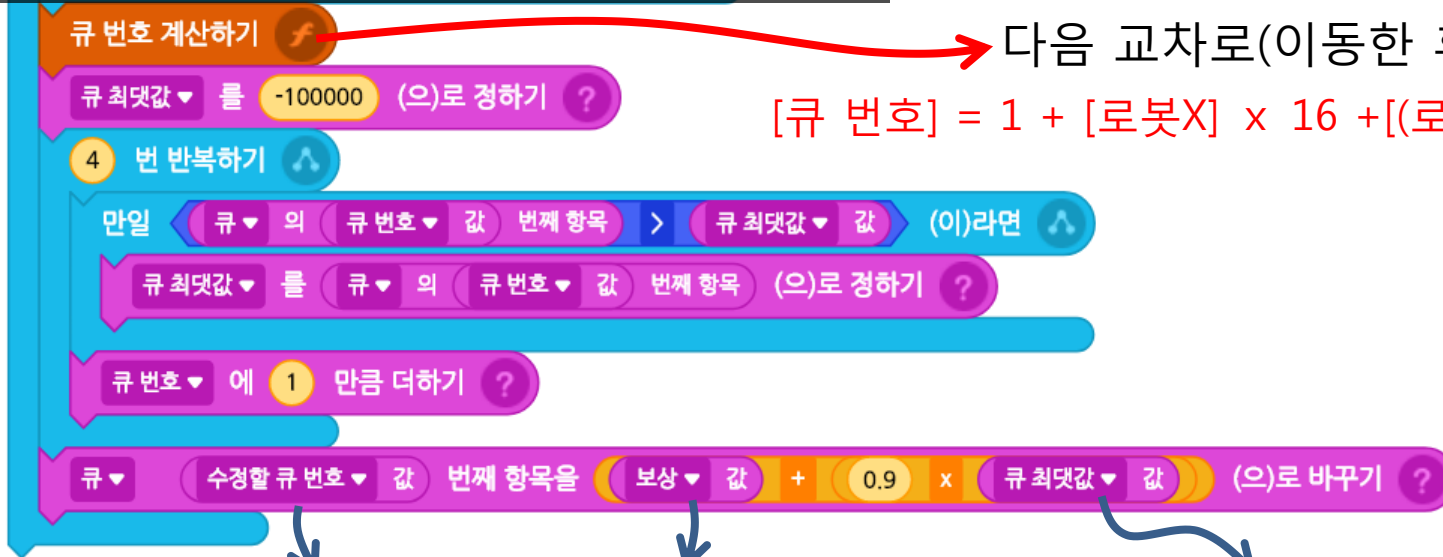 큐 번호 계산하기
다음 교차로(이동한
큐 최댓값 를 -100000 (으)로 정하기 ?
[큐 번호] = 1 + [로봇X] x 16 +[(로
4 번 반복하기
만일 큐 의 큐 번호 값 번째 항목 > 큐 최댓값 값 (이)라면
큐 최댓값 를 큐 의 큐 번호 값 번째 항목 (으)로 정하기 ?
큐 번호 에 1 만큼 더하기 ?
큐 수정할 큐 번호 값 번째 항목을 보상 값 + 0.9 x 큐 최댓값 값 (으)로 바꾸기 ?